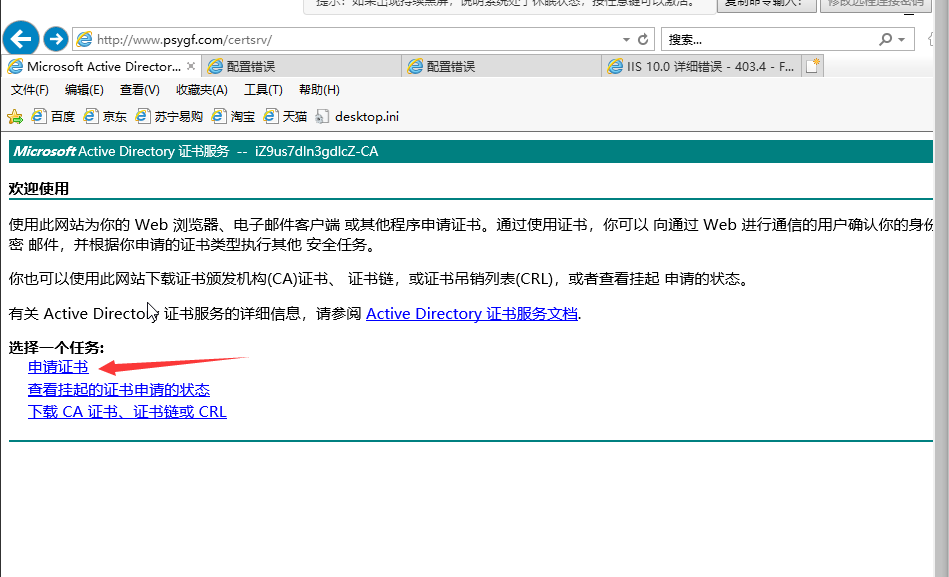 提示：如果出现持续黑屏，说明系统处于休眠状态，按任意键可以激活。 复制命令输入： 修改远程连接密码
http://www.psygf.com/certsrv/ 搜索...
Microsoft Active Director... 配置错误 配置错误 IIS 10.0 详细错误 - 403.4 - F...
文件(F) 编辑(E) 查看(V) 收藏夹(A) 工具(T) 帮助(H)
百度 京东 苏宁易购 淘宝 天猫 desktop.ini
Microsoft Active Directory 证书服务 -- iZ9us7dln3gdlcZ-CA
欢迎使用
使用此网站为你的 Web 浏览器、电子邮件客户端 或其他程序申请证书。通过使用证书，你可以 向通过 Web 进行通信的用户确认你的身份
密 邮件，并根据你申请的证书类型执行其他 安全任务。
你也可以使用此网站下载证书颁发机构(CA)证书、 证书链，或证书吊销列表(CRL)，或者查看挂起 申请的状态。
有关 Active Directory 证书服务的详细信息，请参阅 Active Directory 证书服务文档.
选择一个任务:
申请证书
查看挂起的证书申请的状态
下载 CA 证书、证书链或 CRL